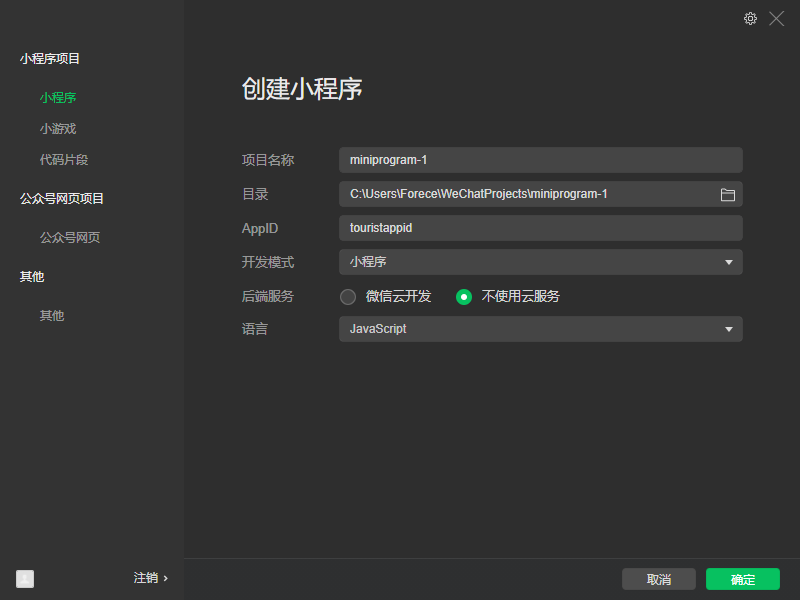 小程序项目
小程序
小游戏
代码片段
公众号网页项目
公众号网页
其他
其他
注销 ›
创建小程序
项目名称 miniprogram-1
目录 C:\Users\Forece\WeChatProjects\miniprogram-1
AppID touristappid
开发模式 小程序
后端服务 微信云开发 不使用云服务
语言 JavaScript
取消 确定